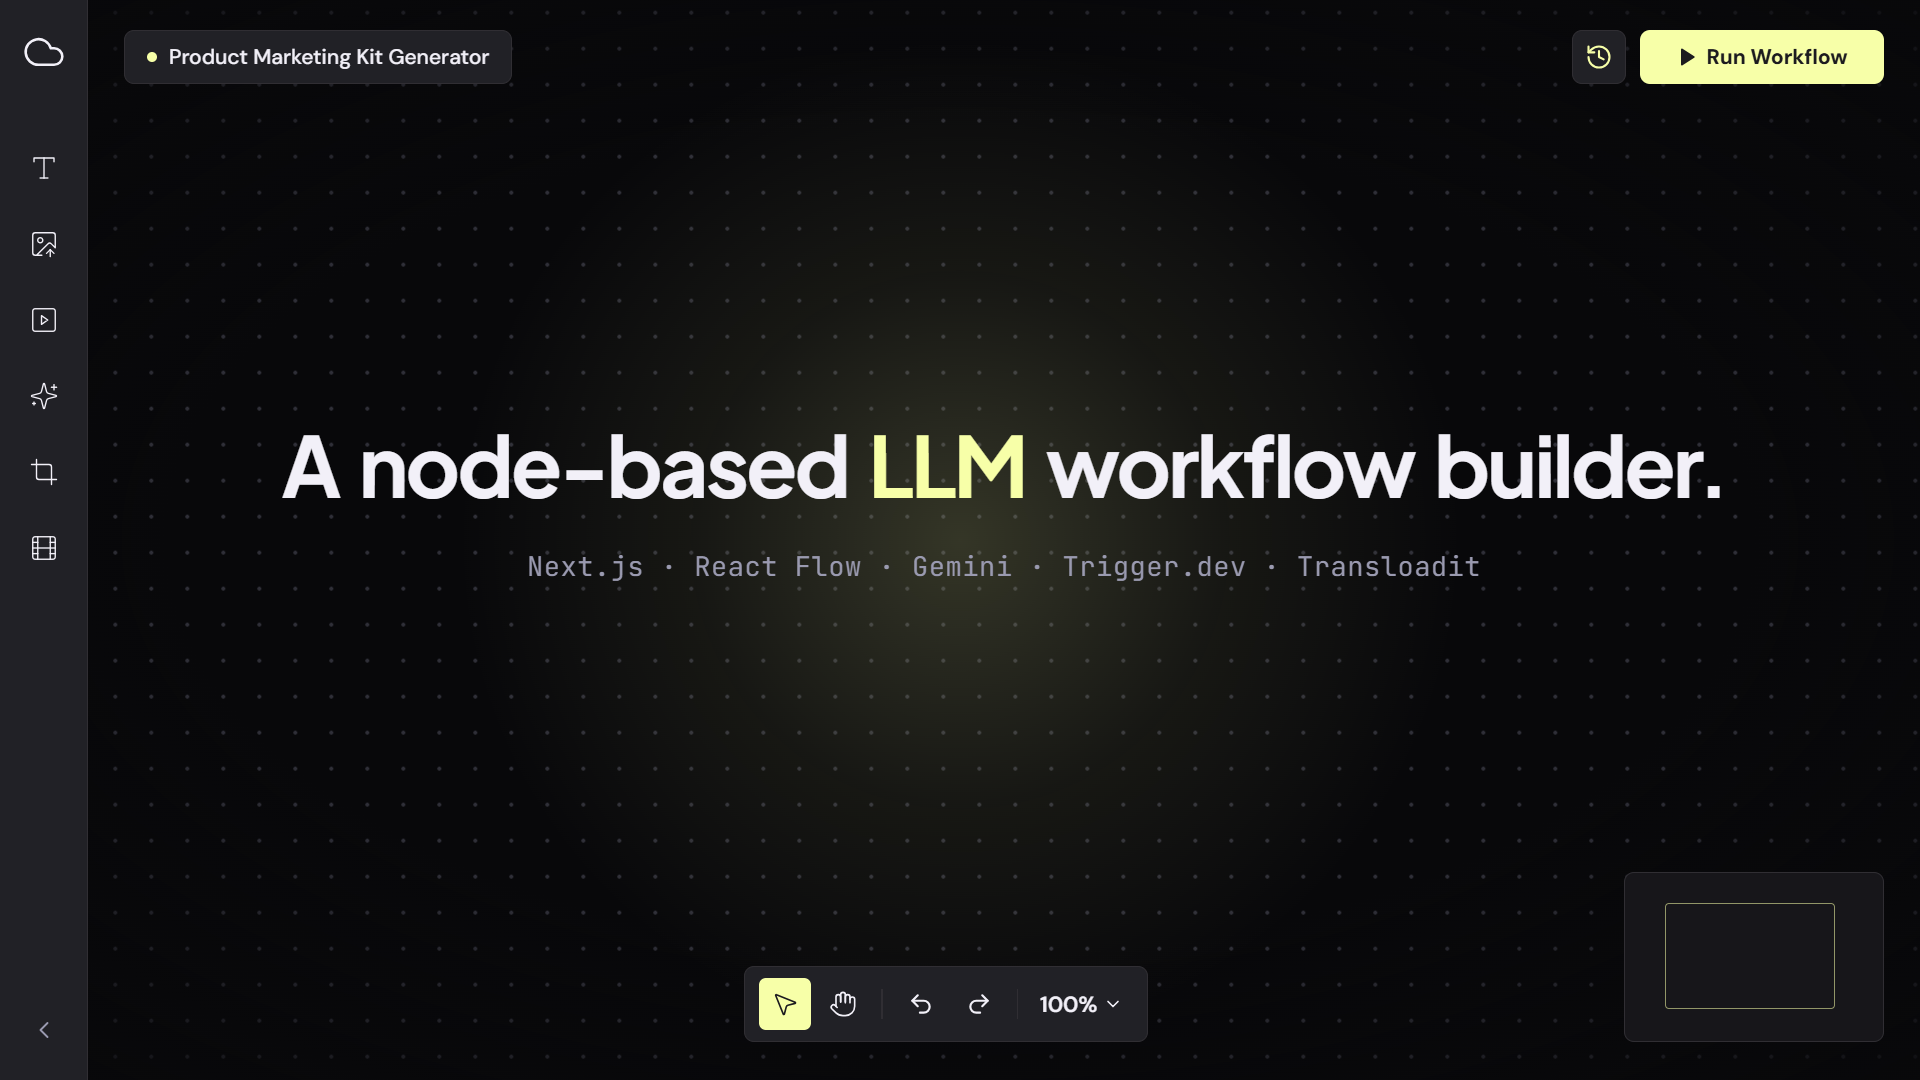 Product Marketing Kit Generator
Run Workflow
A node-based LLM workflow builder.
Next.js · React Flow · Gemini · Trigger.dev · Transloadit
100%